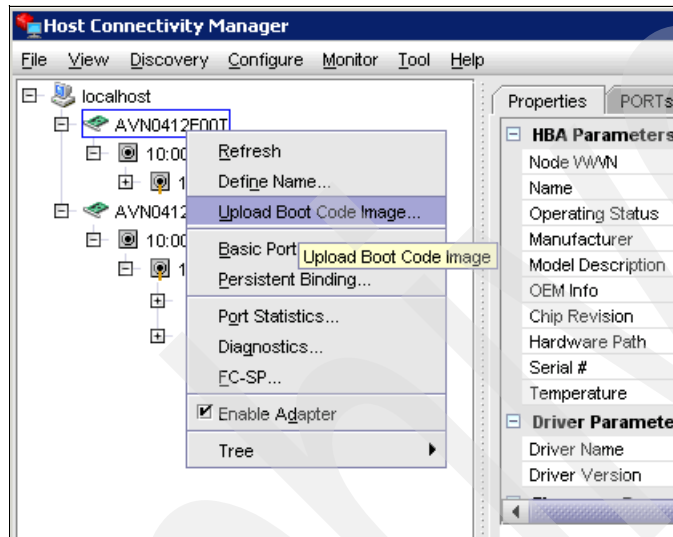 Host Connectivity Manager
File View Discovery Configure Monitor Tool Help
localhost
AVN0412E00T
10:00
1
AVN0412
10:00
1
Refresh
Define Name...
Upload Boot Code Image...
Basic Port
Upload Boot Code Image
Persistent Binding...
Port Statistics...
Diagnostics...
FC-SP...
Enable Adapter
Tree
Properties PORTs
HBA Parameters
Node WWN
Name
Operating Status
Manufacturer
Model Description
OEM Info
Chip Revision
Hardware Path
Serial #
Temperature
Driver Paramete
Driver Name
Driver Version